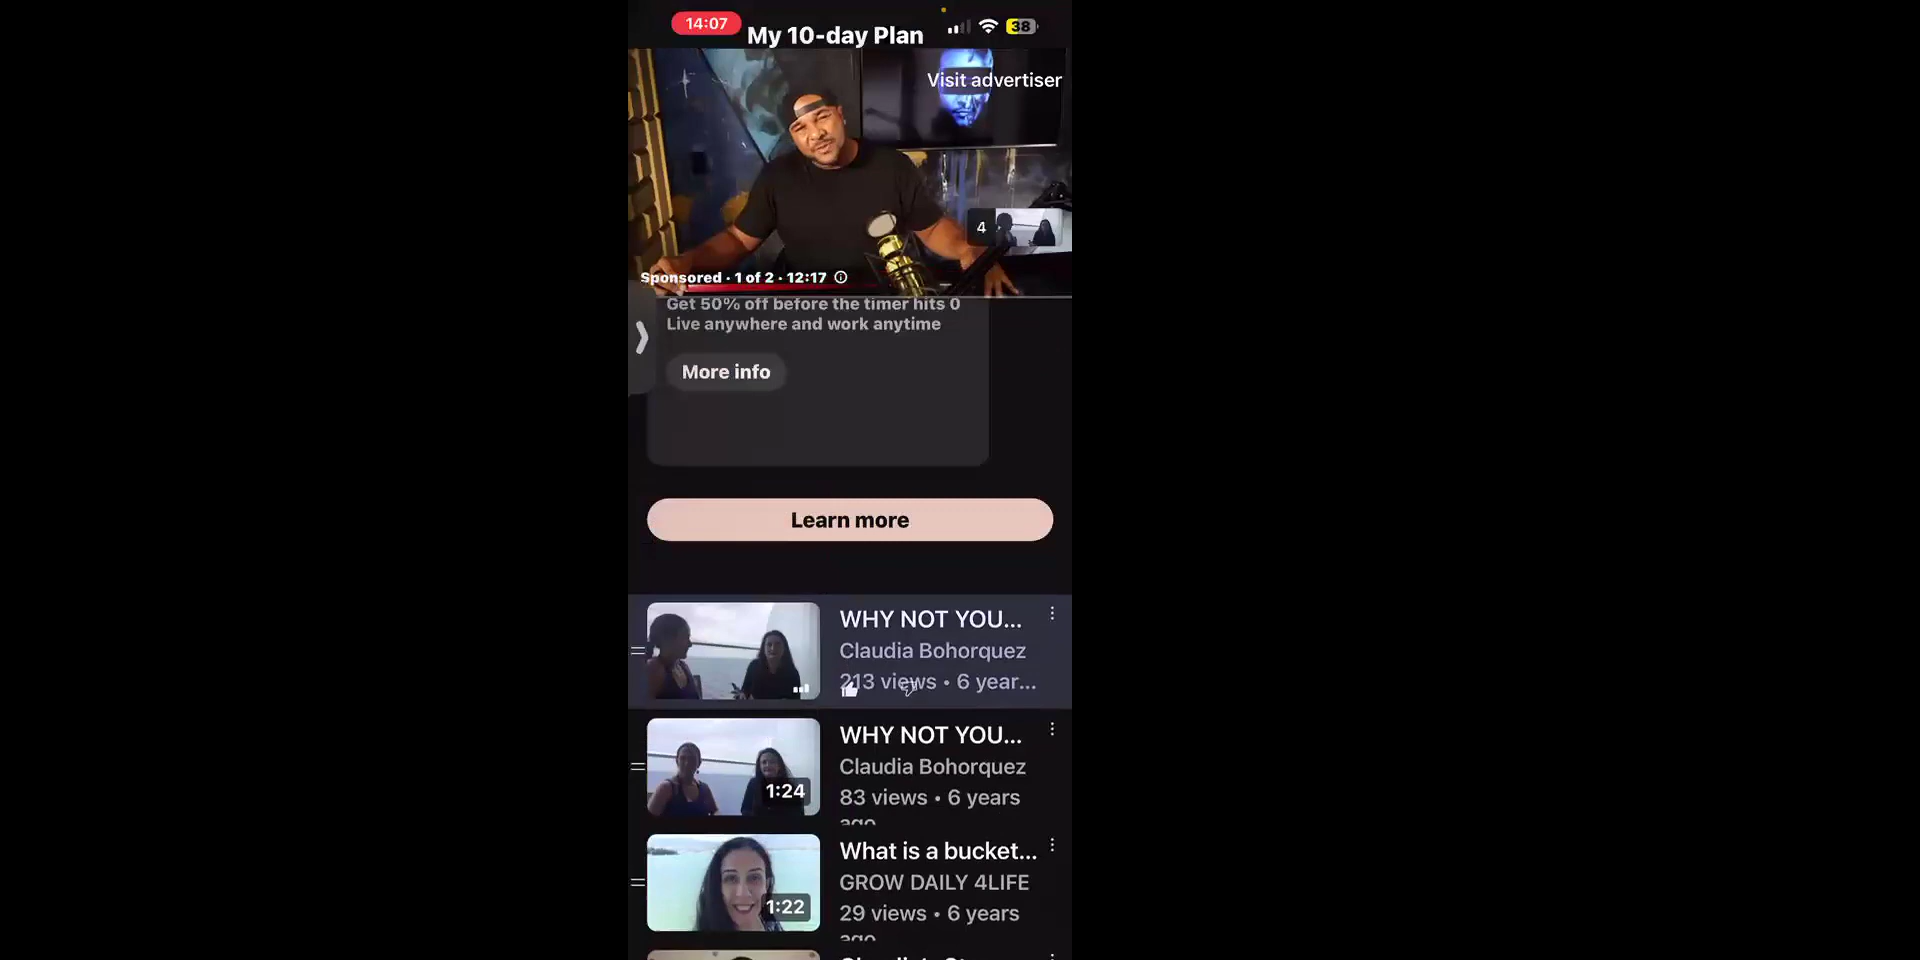 14:07
My 10-day Plan
38
Visit advertiser
4
Sponsored · 1 of 2 · 12:17
Get 50% off before the timer hits 0
Live anywhere and work anytime
More info
Learn more
WHY NOT YOU...
Claudia Bohorquez
213 views • 6 year...
WHY NOT YOU...
Claudia Bohorquez
83 views • 6 years
ago
1:24
What is a bucket...
GROW DAILY 4LIFE
29 views • 6 years
ago
1:22